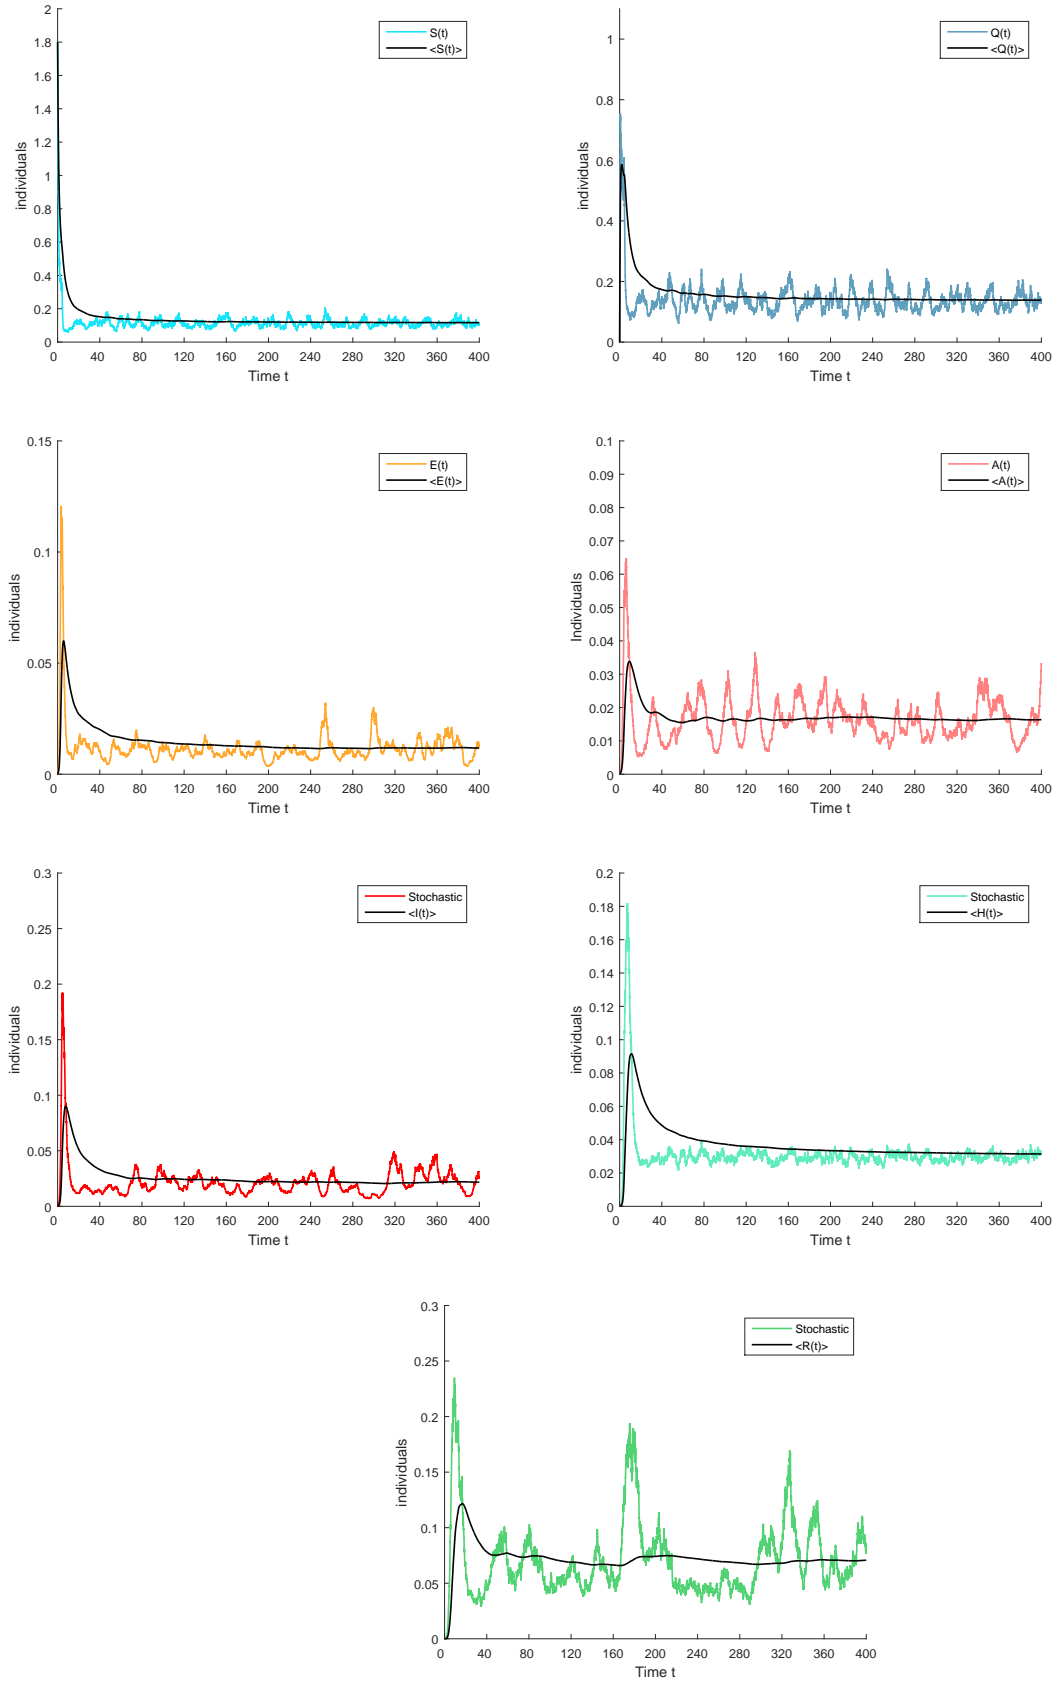 2
1.8
1.6
1.4
1.2
1
0.8
0.6
0.4
0.2
0
individuals
S(t)
<S(t)>
0 40 80 120 160 200 240 280 320 360 400
Time t
1
0.8
0.6
0.4
0.2
0
individuals
Q(t)
<Q(t)>
0 40 80 120 160 200 240 280 320 360 400
Time t
0.15
0.1
0.05
0
individuals
E(t)
<E(t)>
0 40 80 120 160 200 240 280 320 360 400
Time t
0.1
0.09
0.08
0.07
0.06
0.05
0.04
0.03
0.02
0.01
0
Individuals
A(t)
<A(t)>
0 40 80 120 160 200 240 280 320 360 400
Time t
0.3
0.25
0.2
0.15
0.1
0.05
0
individuals
Stochastic
<I(t)>
0 40 80 120 160 200 240 280 320 360 400
Time t
0.2
0.18
0.16
0.14
0.12
0.1
0.08
0.06
0.04
0.02
0
individuals
Stochastic
<H(t)>
0 40 80 120 160 200 240 280 320 360 400
Time t
0.3
0.25
0.2
0.15
0.1
0.05
0
individuals
Stochastic
<R(t)>
0 40 80 120 160 200 240 280 320 360 400
Time t